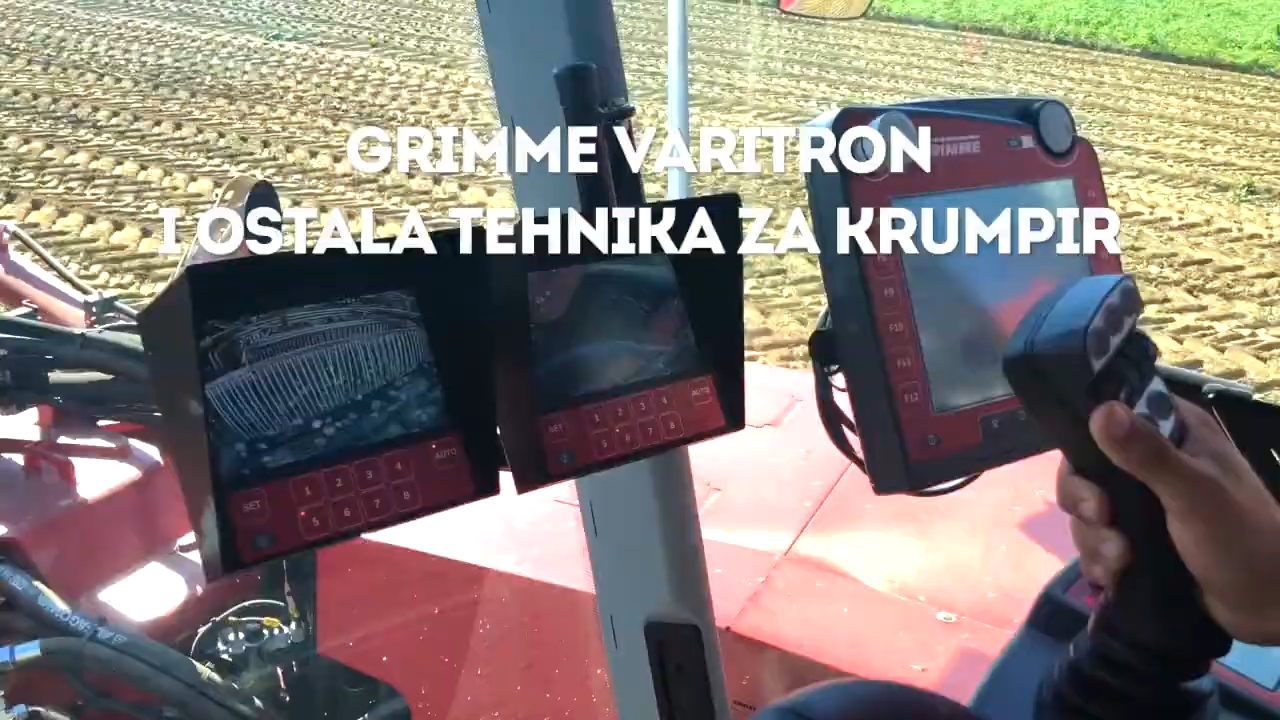 GRIMME VARITRON
I OSTALA TEHNIKA ZA KRUMPIR
GRIMME
F9
F10
F11
F12
SET
1 2 3 4
AUTO
5 6 7 8
SET
1 2 3 4
AUTO
5 6 7 8